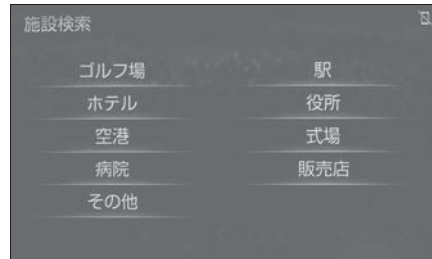 施設検索
ゴルフ場 駅
ホテル 役所
空港 式場
病院 販売店
その他